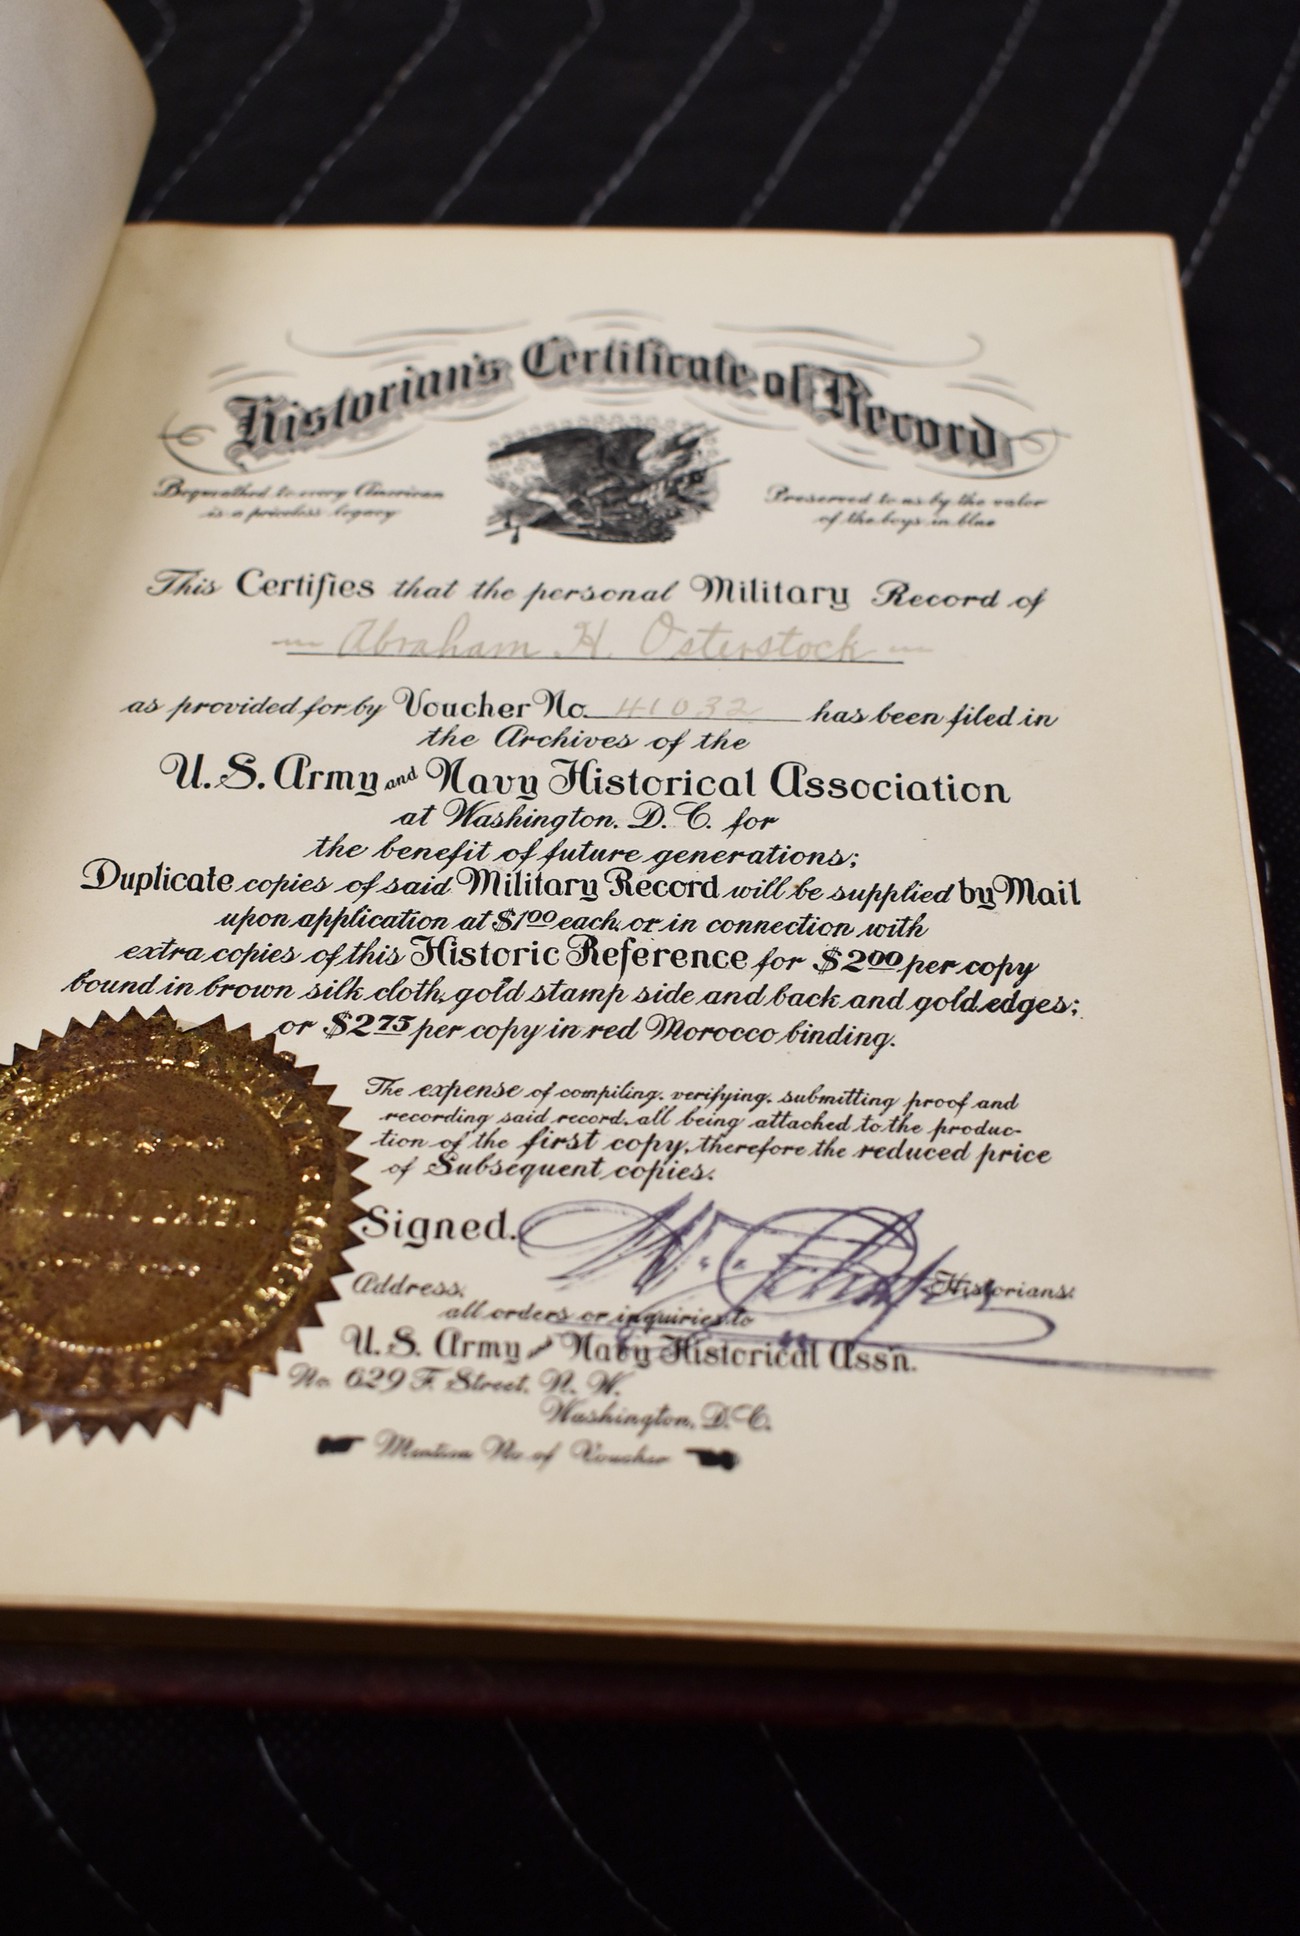 Historian's Certificate of Record
Bequeathed to every American
is a priceless legacy
Preserved to us by the valor
of the boys in blue
This Certifies that the personal Military Record of
Abraham H. Osterstock
as provided for by Voucher No. 41032 has been filed in
the Archives of the
U.S. Army and Navy Historical Association
at Washington. D. C. for
the benefit of future generations;
Duplicate copies of said Military Record will be supplied by Mail
upon application at $1.00 each. or in connection with
extra copies of this Historic Reference for $2.00 per copy
bound in brown silk cloth, gold stamp side and back and gold edges;
or $2.75 per copy in red Morocco binding.
The expense of compiling. verifying. submitting proof and
recording said record. all being attached to the produc-
tion of the first copy, therefore the reduced price
of Subsequent copies.
Signed.
Historians.
Address.
all orders or inquiries to
U.S. Army and Navy Historical Ass'n.
No. 629 F. Street. N. W.
Washington, D. C.
Mention No. of Voucher